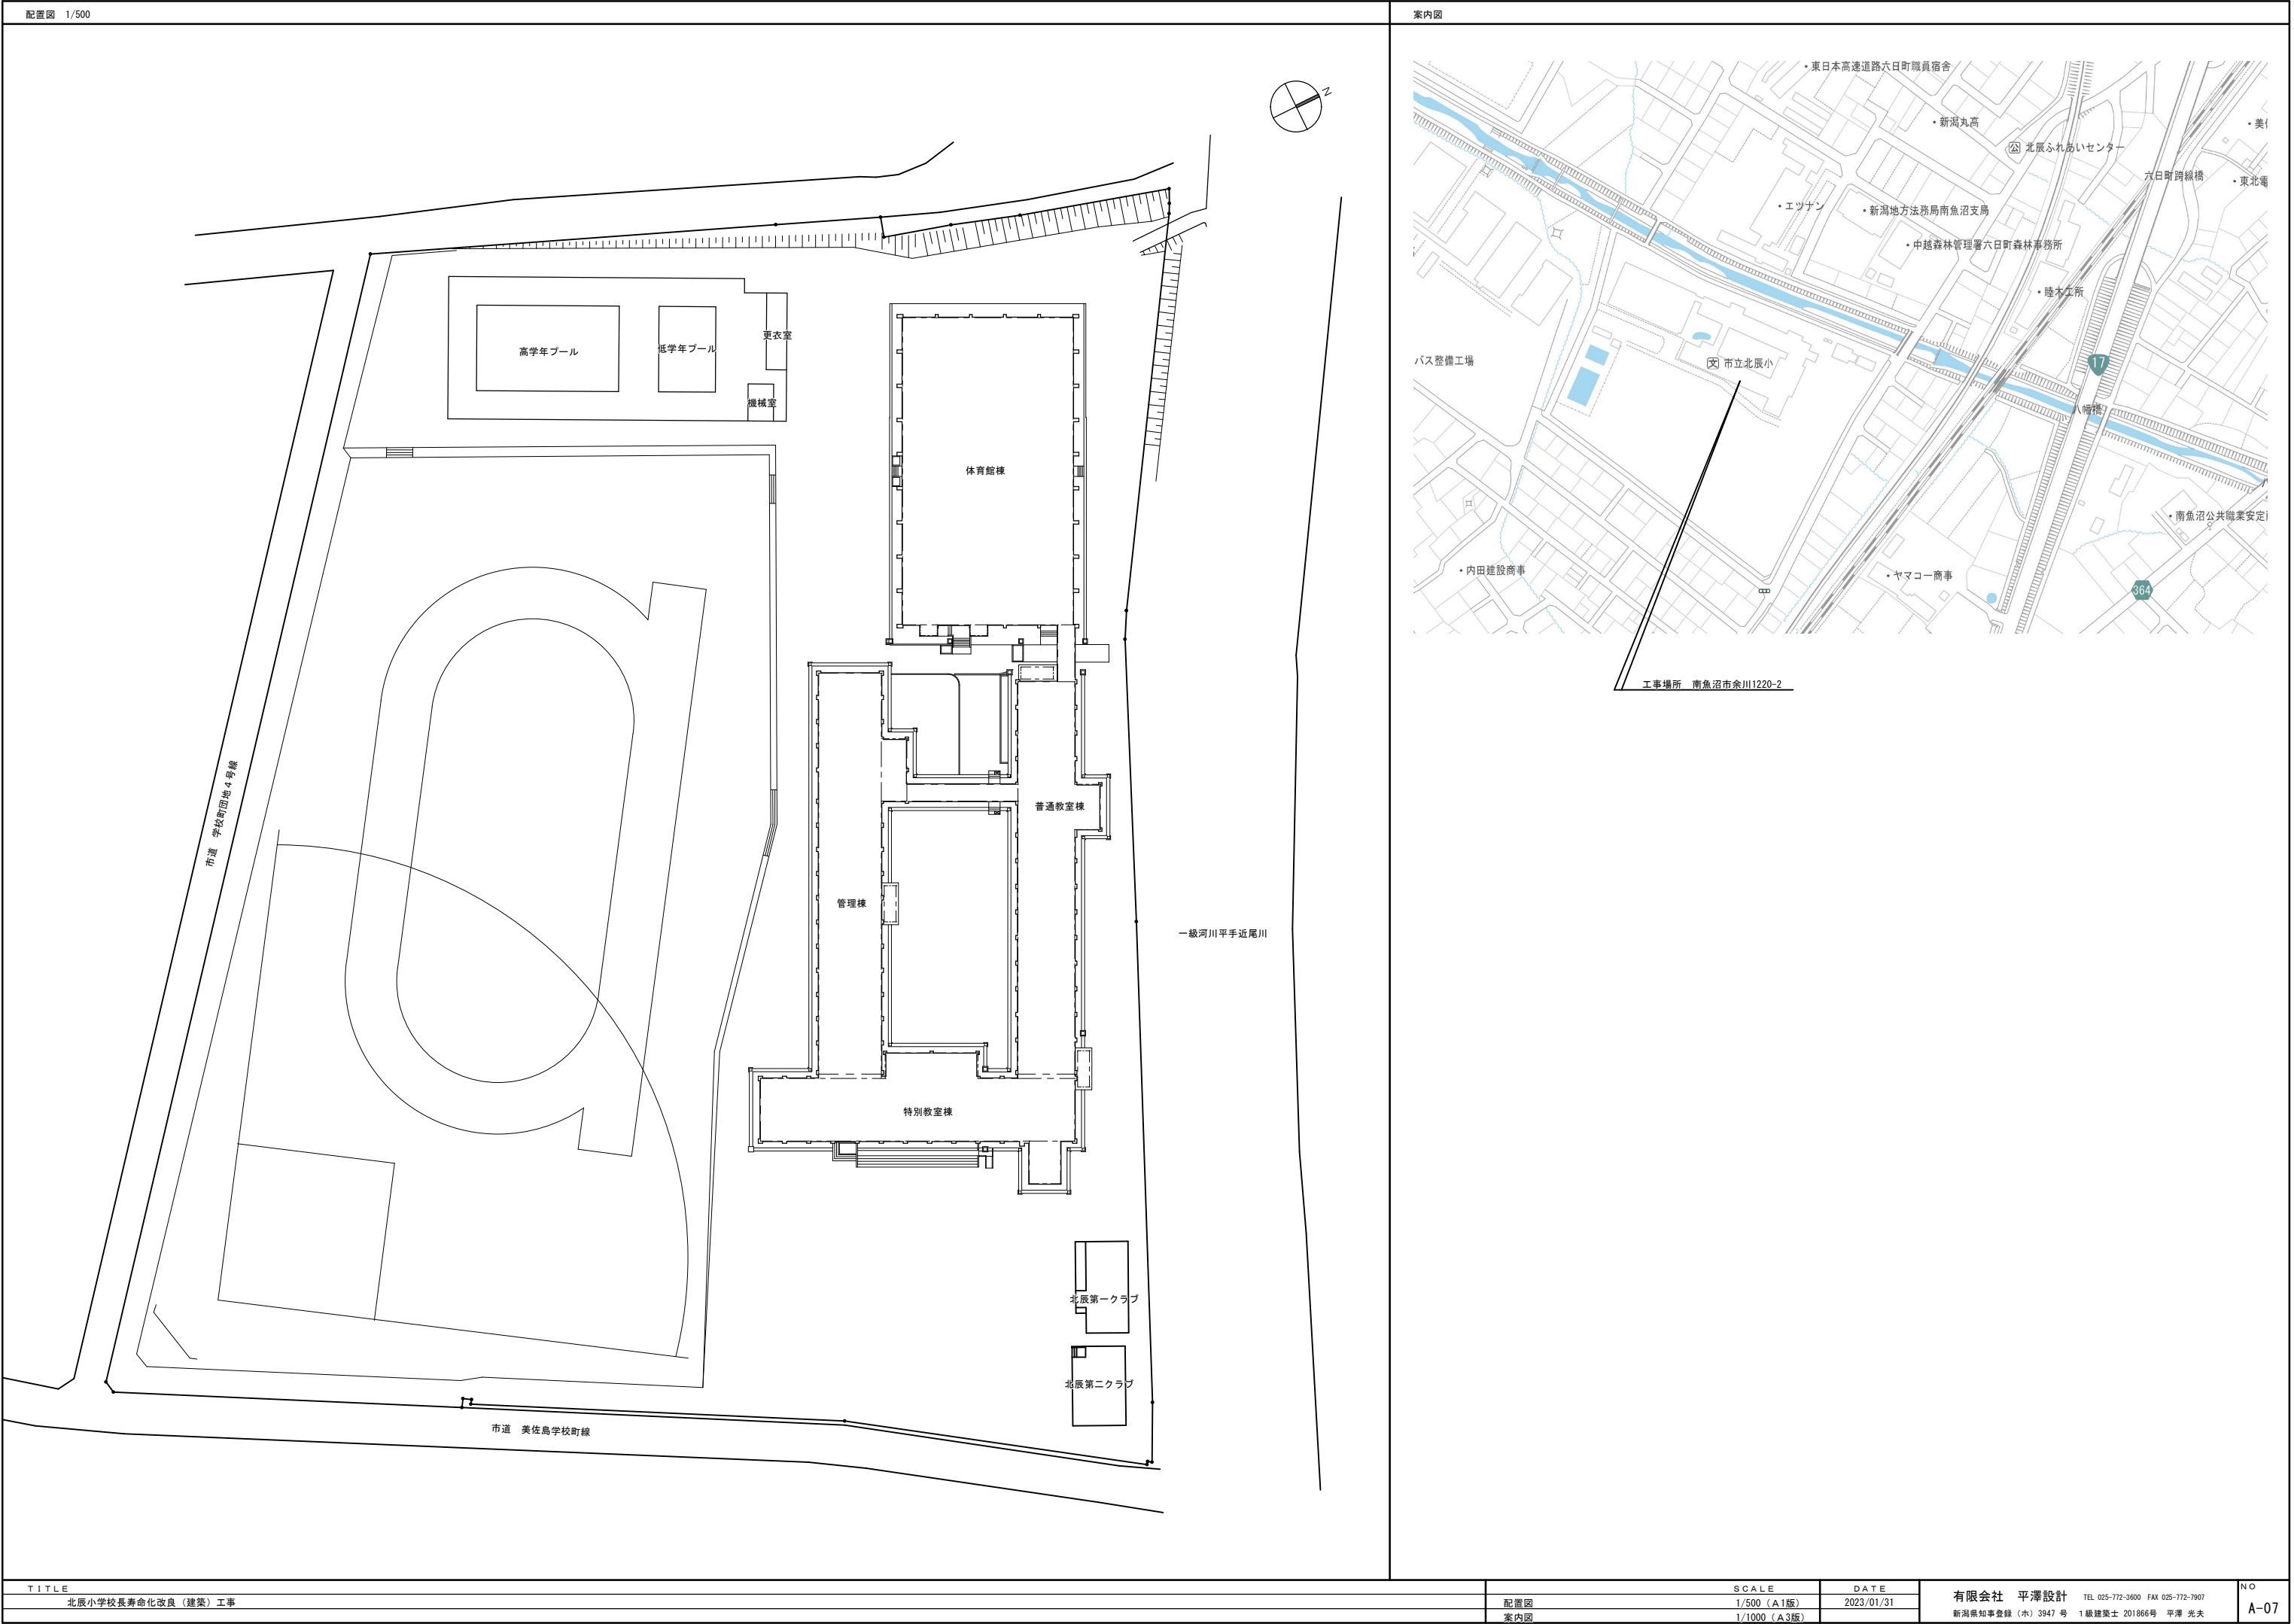 配置図　1/500
案内図
N
高学年プール
低学年プール
更衣室
機械室
体育館棟
市道　学校町団地４号線
普通教室棟
管理棟
一級河川平手近尾川
特別教室棟
北辰第一クラブ
北辰第二クラブ
市道　美佐島学校町線
・東日本高速道路六日町職員宿舎
・新潟丸高
・美
公 北辰ふれあいセンター
六日町跨線橋
・東北電
・エツナン
・新潟地方法務局南魚沼支局
・中越森林管理署六日町森林事務所
・睦木工所
バス整備工場
文 市立北辰小
17
八幡橋
・南魚沼公共職業安定
・内田建設商事
・ヤマコー商事
364
工事場所　南魚沼市余川1220-2
ＴＩＴＬＥ
北辰小学校長寿命化改良（建築）工事
配置図
案内図
ＳＣＡＬＥ
1/500（Ａ1版）
1/1000（Ａ3版）
ＤＡＴＥ
2023/01/31
有限会社　平澤設計　TEL 025-772-3600　FAX 025-772-7907
新潟県知事登録（ホ）3947 号　１級建築士 201866号　平澤 光夫
ＮＯ
A-07